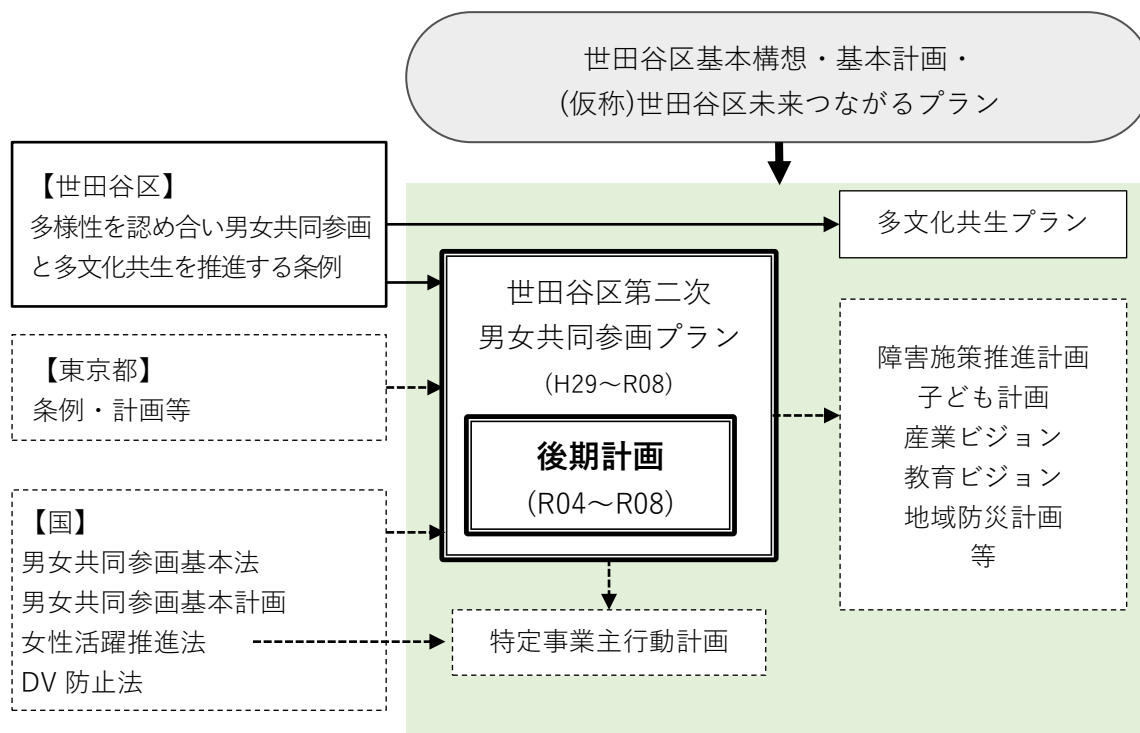 世田谷区基本構想・基本計画・
(仮称)世田谷区未来つながるプラン
【世田谷区】
多様性を認め合い男女共同参画
と多文化共生を推進する条例
多文化共生プラン
世田谷区第二次
男女共同参画プラン
(H29～R08)
後期計画
(R04～R08)
【東京都】
条例・計画等
障害施策推進計画
子ども計画
産業ビジョン
教育ビジョン
地域防災計画
等
【国】
男女共同参画基本法
男女共同参画基本計画
女性活躍推進法
DV 防止法
特定事業主行動計画